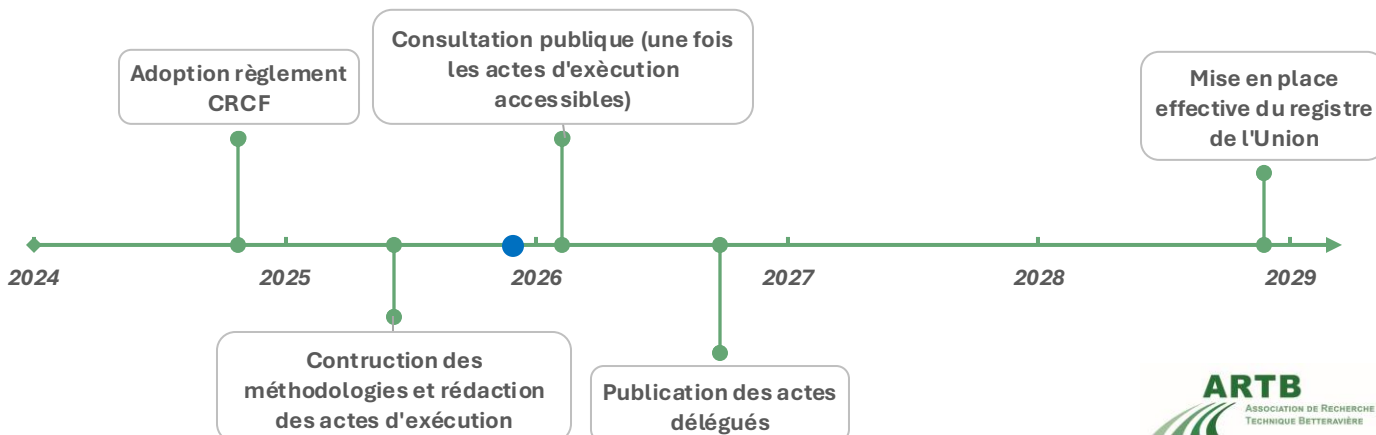 Adoption règlement
CRCF
Consultation publique (une fois
les actes d'exècution
accessibles)
Mise en place
effective du registre
de l'Union
2024
2025
2026
2027
2028
2029
Contruction des
méthodologies et rédaction
des actes d'exécution
Publication des actes
délégués
ARTB
ASSOCIATION DE RECHERCHE
TECHNIQUE BETTERAVIÈRE